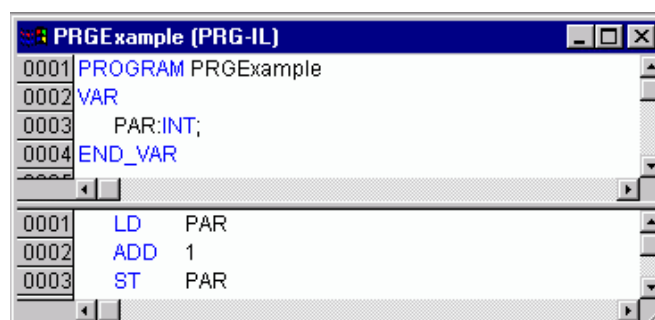 PRGExample (PRG-IL)
0001 PROGRAM PRGExample
0002 VAR
0003 PAR:INT;
0004 END_VAR
0001 LD PAR
0002 ADD 1
0003 ST PAR